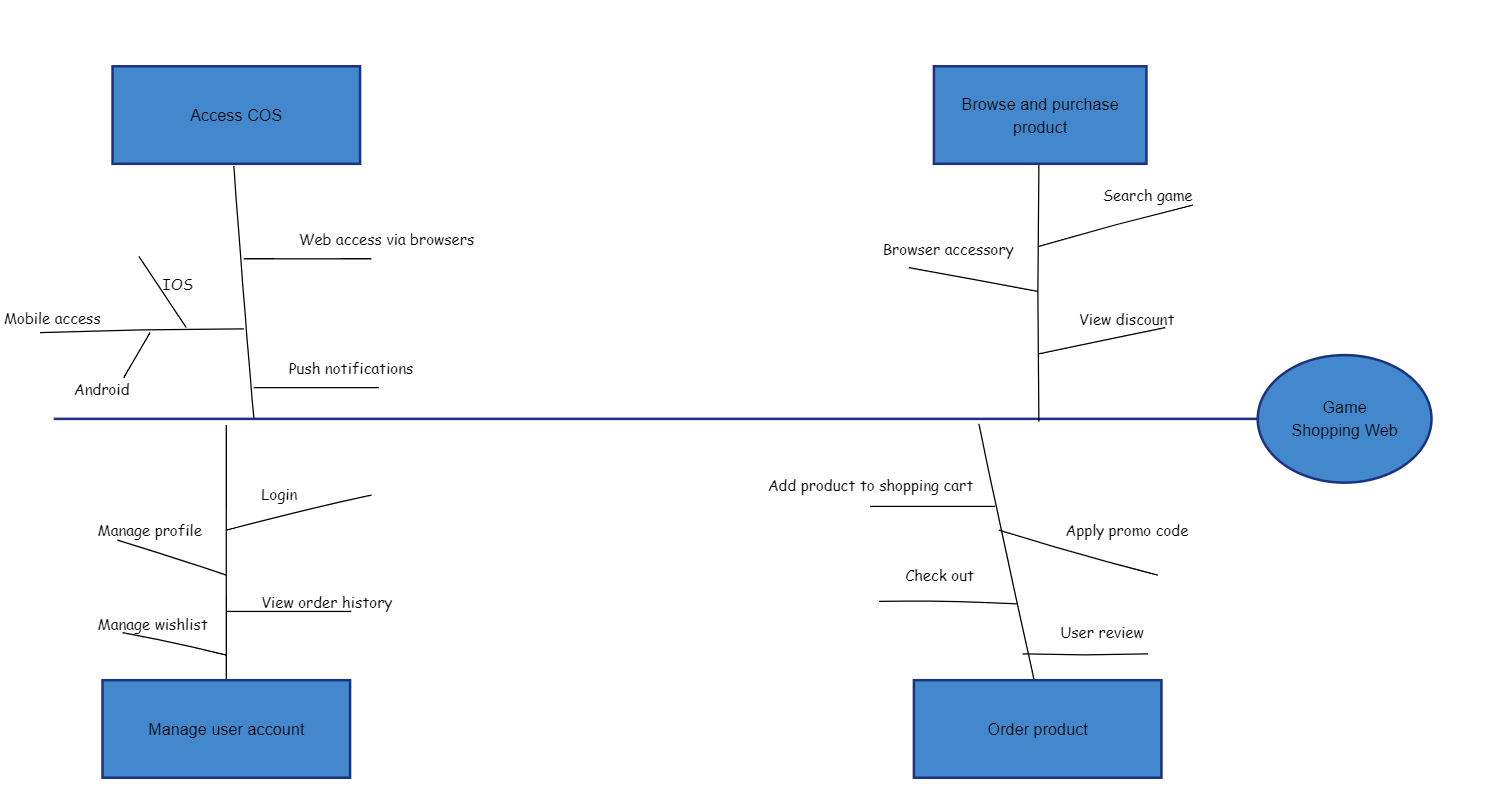 Access COS
Browse and purchase
product
Search game
Web access via browsers
Browser accessory
IOS
Mobile access
View discount
Push notifications
Android
Game
Shopping Web
Add product to shopping cart
Login
Manage profile
Apply promo code
Check out
View order history
Manage wishlist
User review
Manage user account
Order product